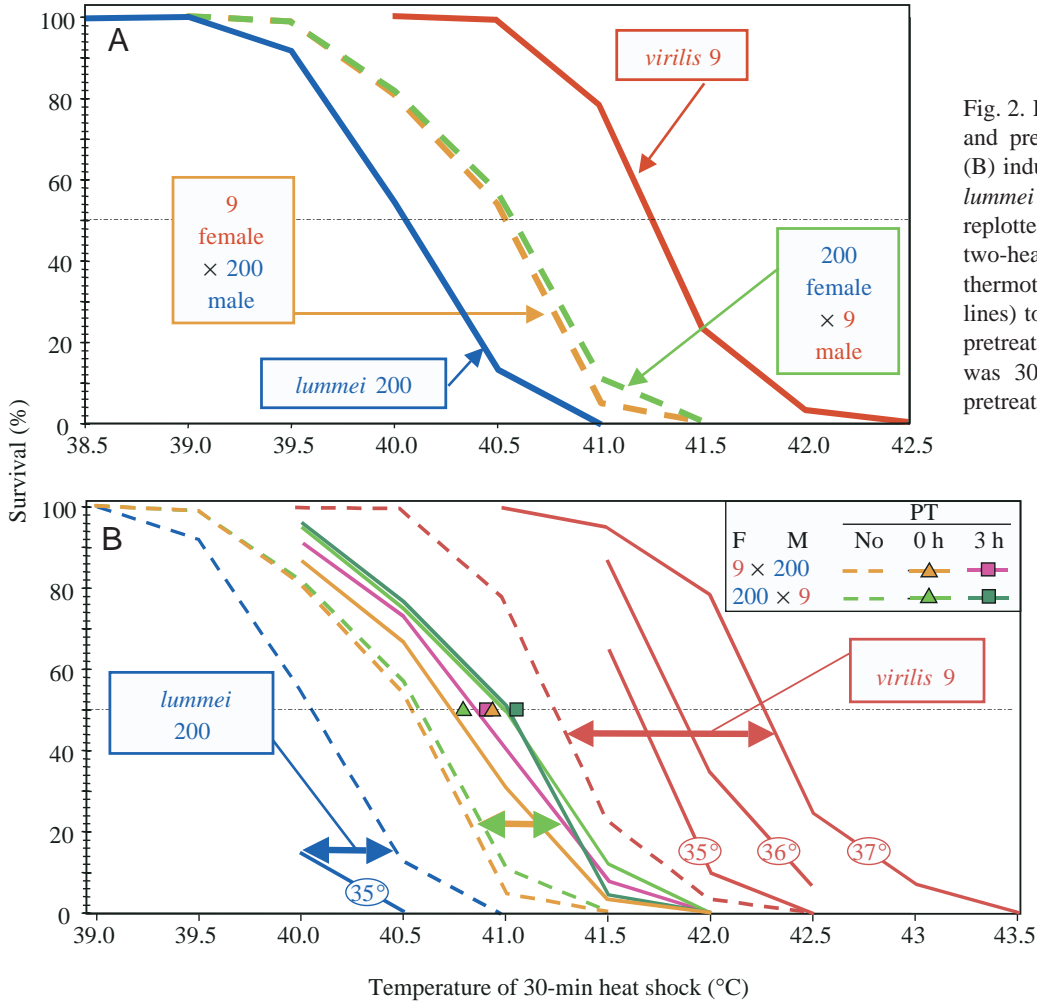 A
100
80
60
40
20
0
38.5 39.0 39.5 40.0 40.5 41.0 41.5 42.0 42.5
virilis 9
9
female
× 200
male
200
female
× 9
male
lummei 200
Survival (%)
B
100
80
60
40
20
0
39.0 39.5 40.0 40.5 41.0 41.5 42.0 42.5 43 43.5
PT
F M No 0 h 3 h
9 × 200
200 × 9
lummei
200
virilis 9
35°
35°
36°
37°
Temperature of 30-min heat shock (°C)
Fig. 2.
and pre
(B) indu
lummei
replotte
two-hea
thermot
lines) to
pretreat
was 30
pretreat